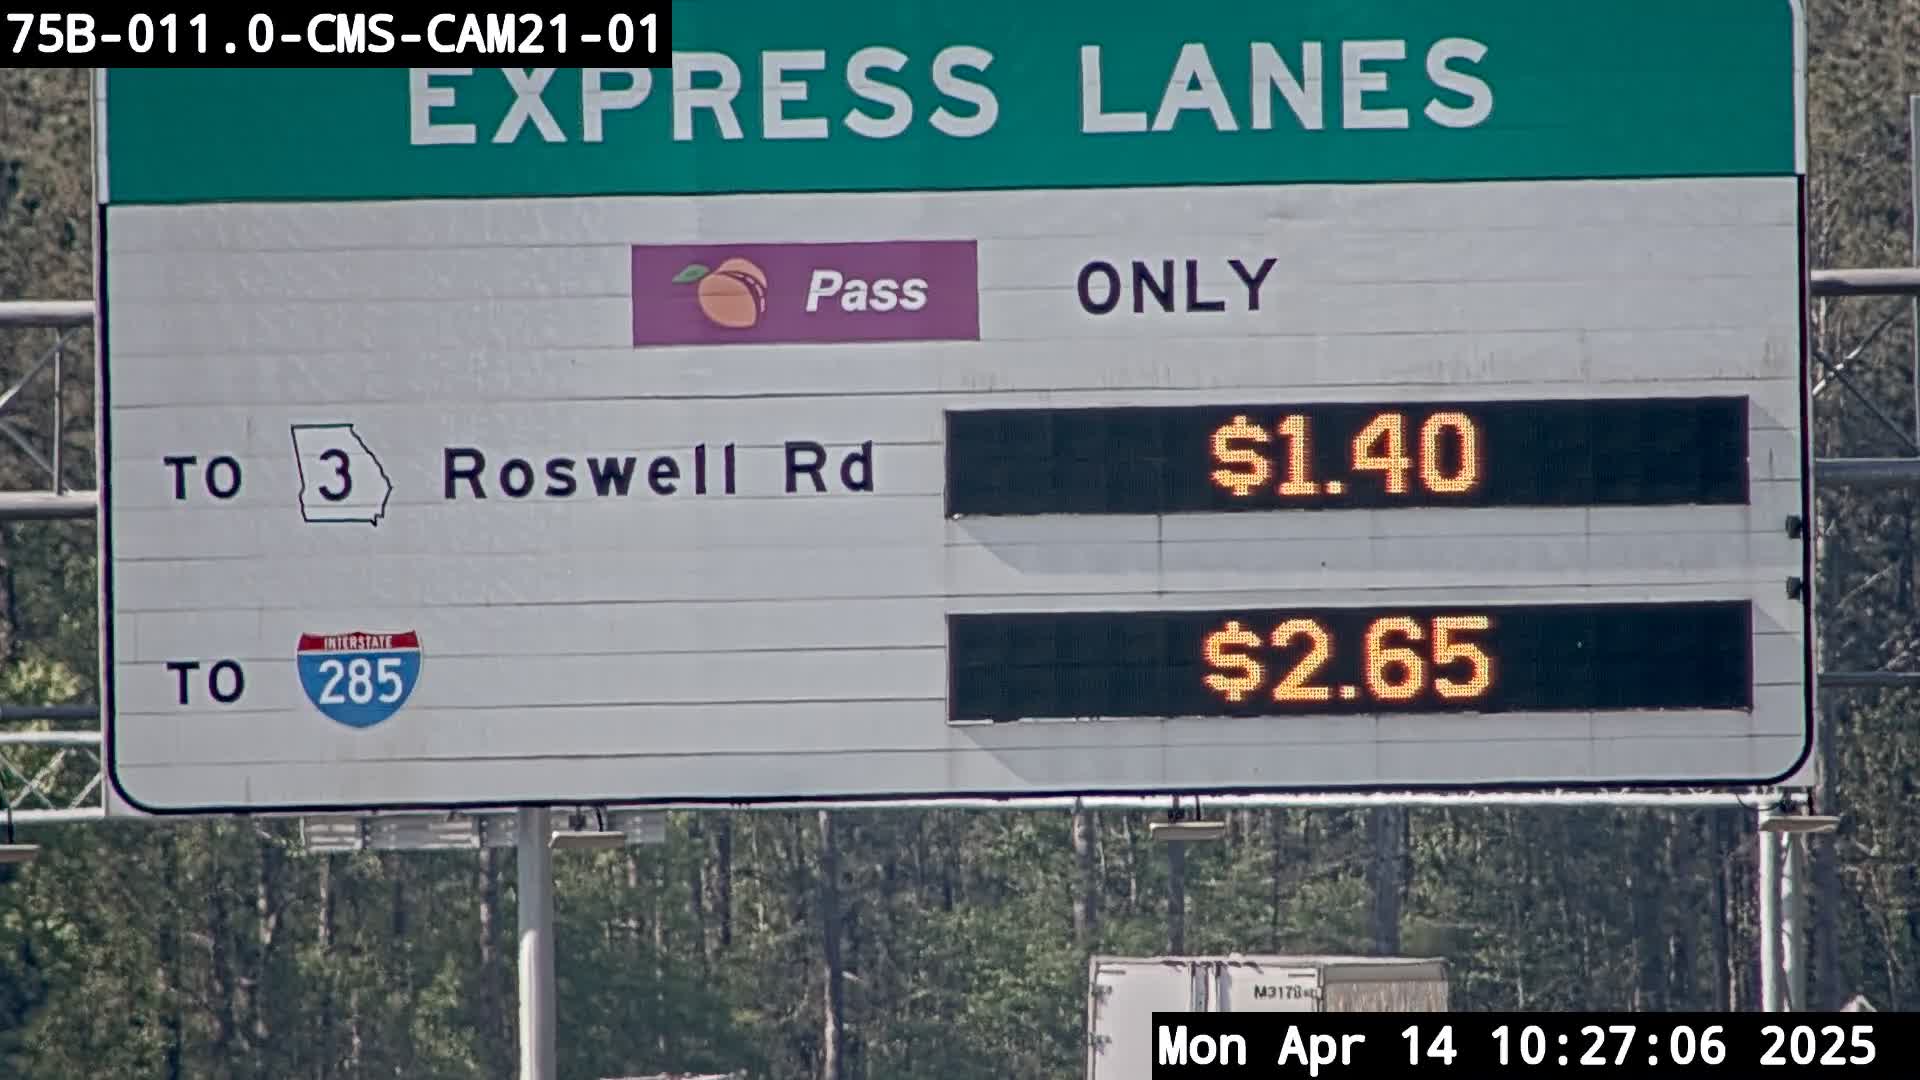 75B-011.0-CMS-CAM21-01
EXPRESS LANES
Pass ONLY
TO 3 Roswell Rd $1.40
INTERSTATE
TO 285 $2.65
Mon Apr 14 10:27:06 2025